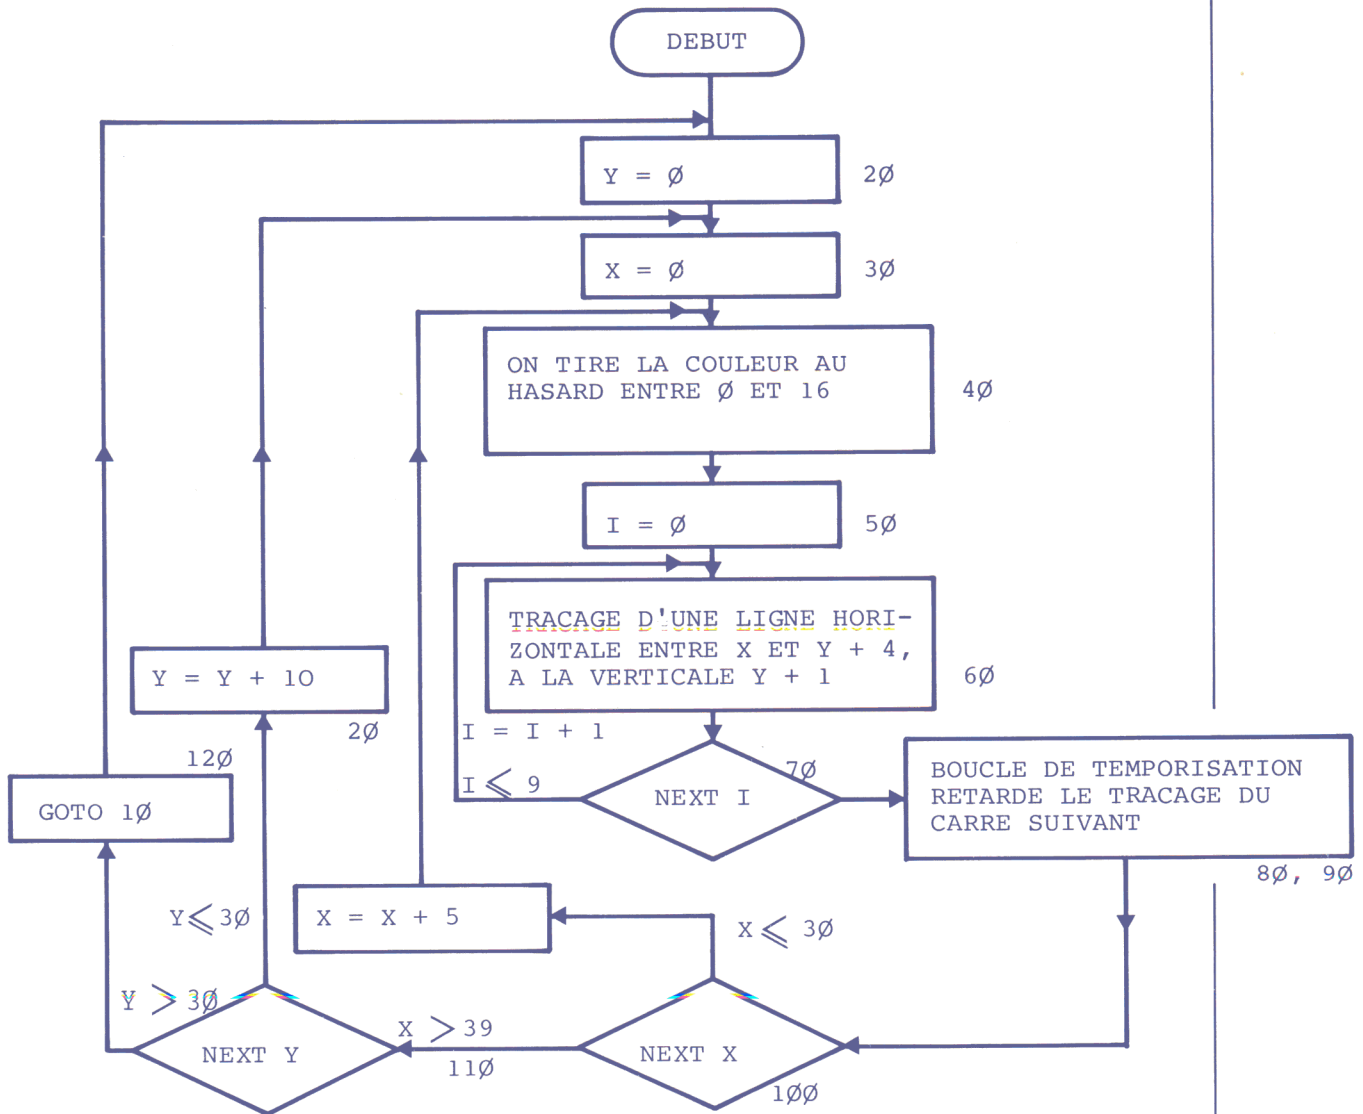 DEBUT
Y = Ø
2Ø
X = Ø
3Ø
ON TIRE LA COULEUR AU
HASARD ENTRE Ø ET 16
4Ø
I = Ø
5Ø
TRACAGE D'UNE LIGNE HORI-
ZONTALE ENTRE X ET Y + 4,
A LA VERTICALE Y + 1
6Ø
I = I + 1
I ⩽ 9
NEXT I
7Ø
BOUCLE DE TEMPORISATION
RETARDE LE TRACAGE DU
CARRE SUIVANT
8Ø, 9Ø
Y = Y + 10
2Ø
12Ø
GOTO 1Ø
X = X + 5
X ⩽ 3Ø
Y ⩽ 3Ø
Y > 3Ø
NEXT Y
X > 39
11Ø
NEXT X
1ØØ